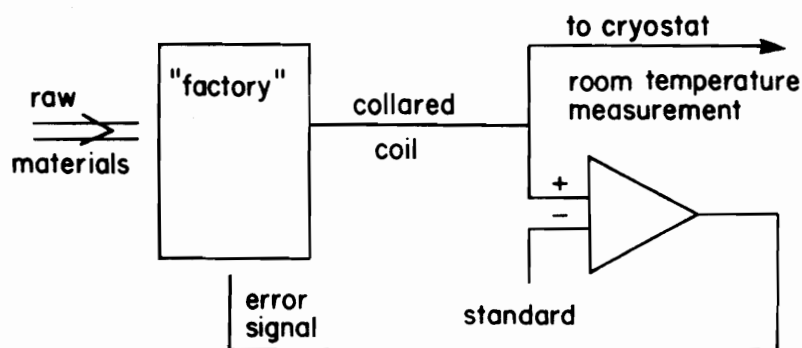 to cryostat
"factory"
raw
materials
collared
coil
room temperature
measurement
+
−
error
signal
standard